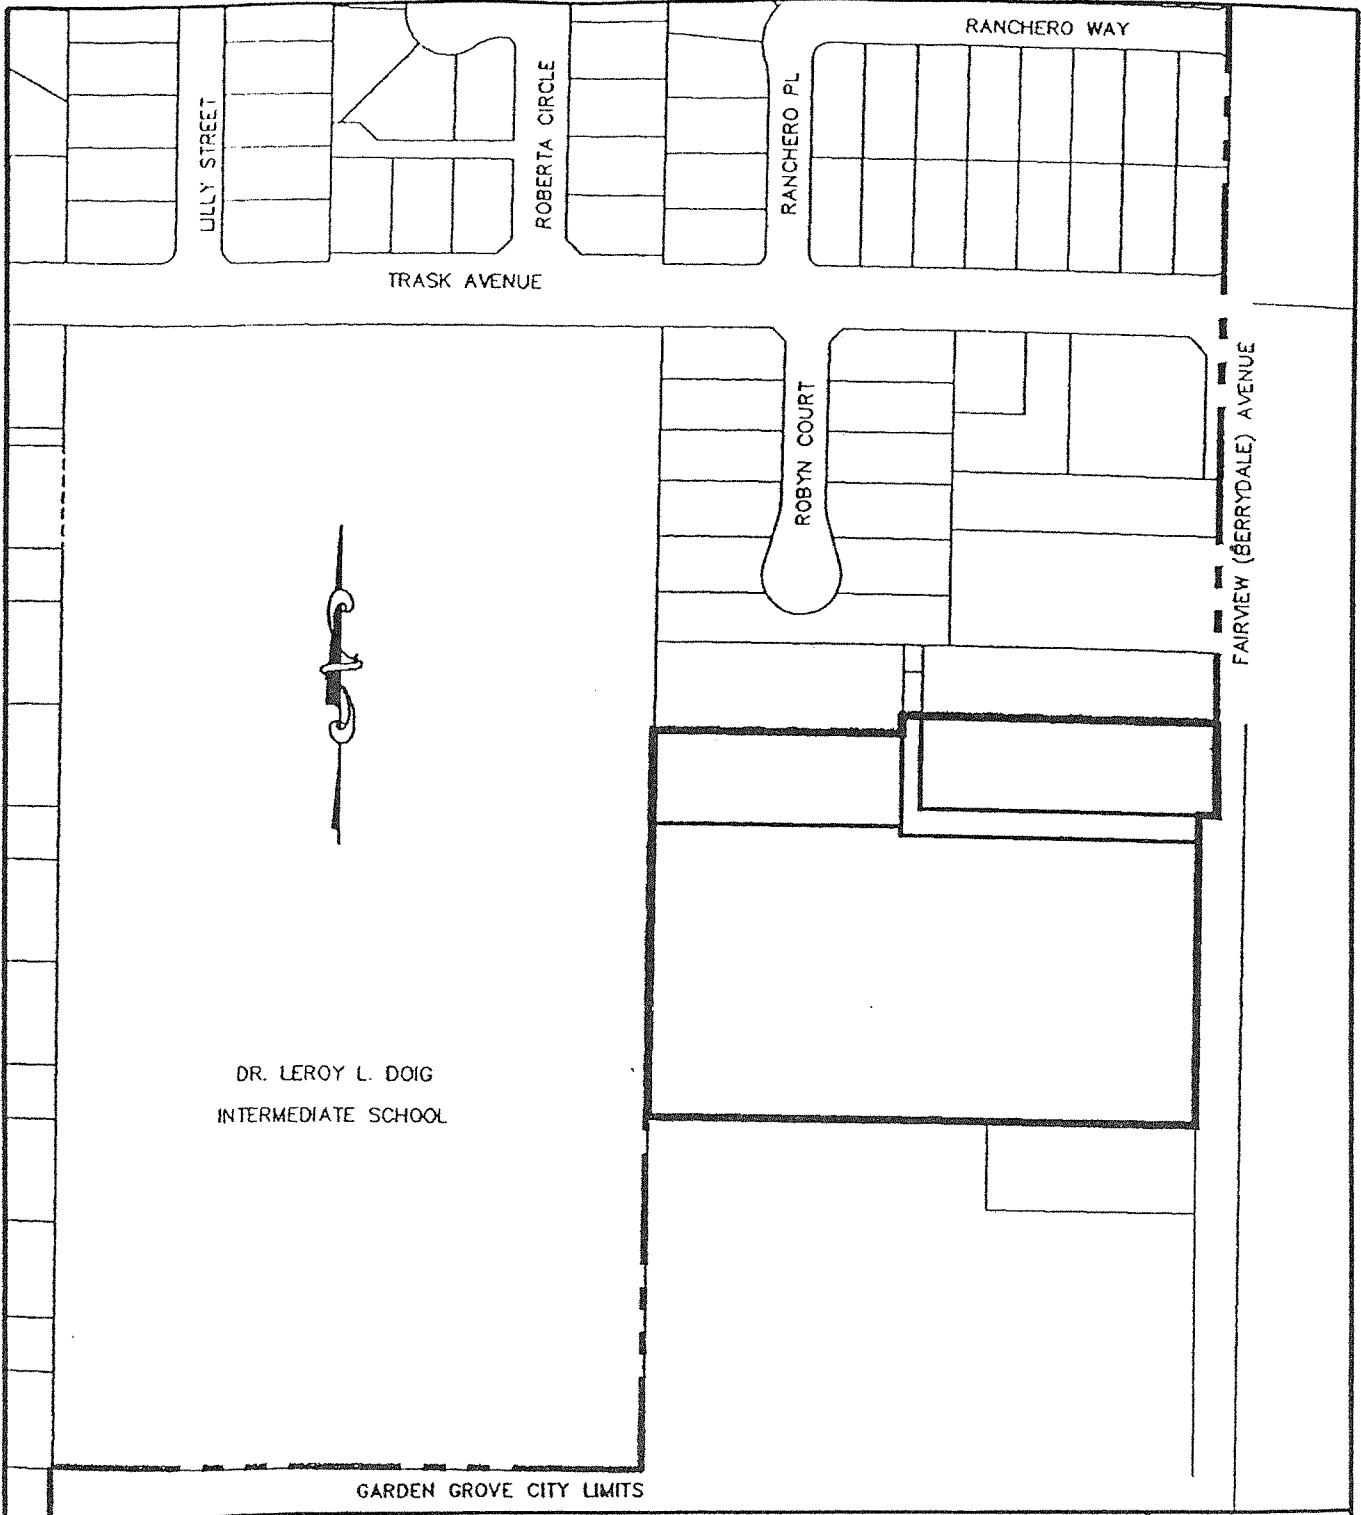 RANCHERO WAY
LILLY STREET
ROBERTA CIRCLE
RANCHERO PL
TRASK AVENUE
ROBYN COURT
FAIRVIEW (BERRYDALE) AVENUE
DR. LEROY L. DOIG
INTERMEDIATE SCHOOL
GARDEN GROVE CITY LIMITS